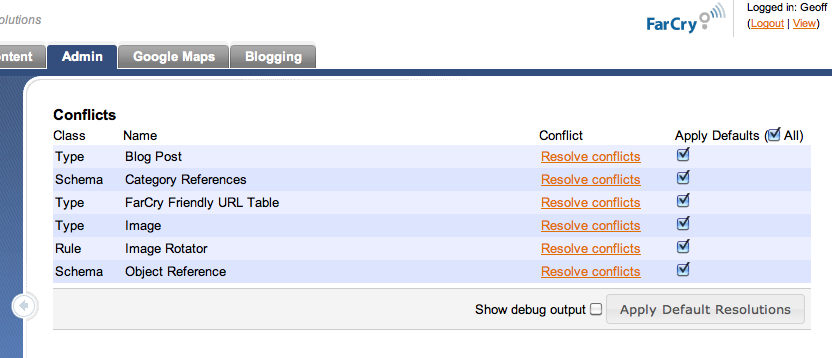 olutions
FarCry
Logged in: Geoff
(Logout | View)
ntent Admin Google Maps Blogging
Conflicts
Class Name Conflict Apply Defaults ( All)
Type Blog Post Resolve conflicts
Schema Category References Resolve conflicts
Type FarCry Friendly URL Table Resolve conflicts
Type Image Resolve conflicts
Rule Image Rotator Resolve conflicts
Schema Object Reference Resolve conflicts
Show debug output Apply Default Resolutions